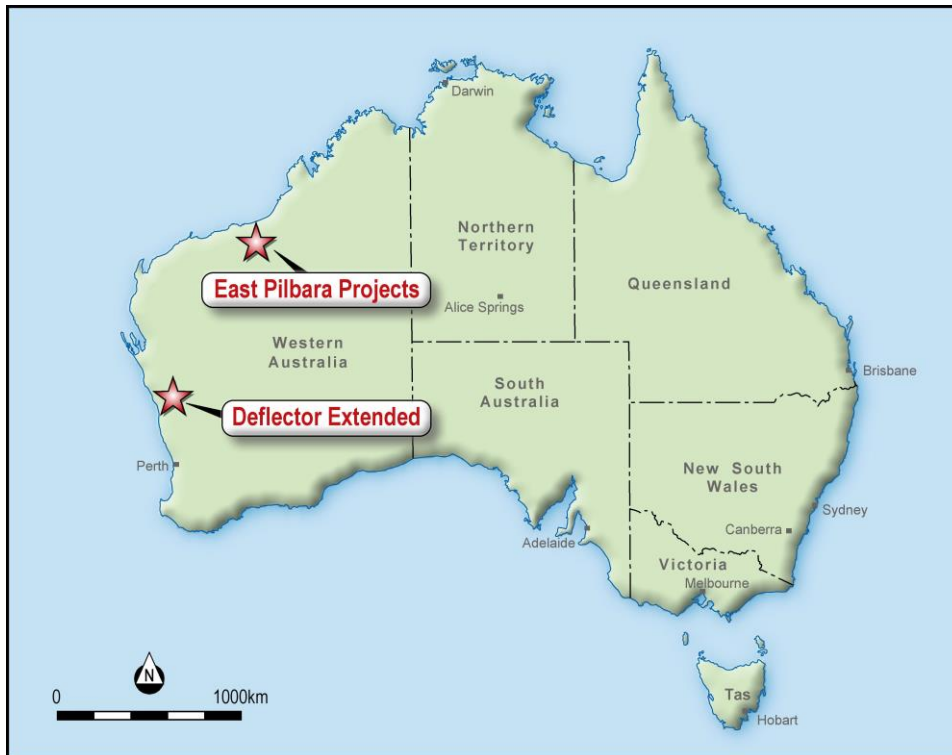 Darwin
Northern
Territory
East Pilbara Projects
Queensland
Alice Springs
Western
Australia
South
Australia
Brisbane
Deflector Extended
Perth
New South
Wales
Sydney
Canberra
Adelaide
Victoria
Melbourne
N
0 1000km
Tas
Hobart